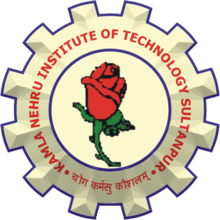 • KAMLA NEHRU INSTITUTE OF TECHNOLOGY SULTANPUR •
योगः कर्मसु कौशलम्